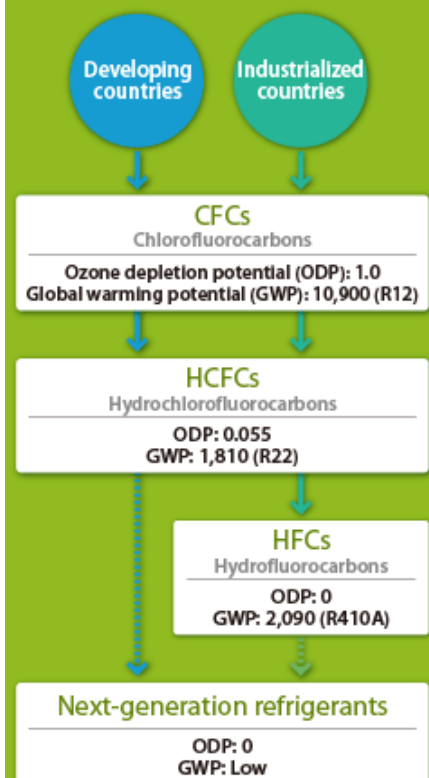 Developing
countries
Industrialized
countries
CFCs
Chlorofluorocarbons
Ozone depletion potential (ODP): 1.0
Global warming potential (GWP): 10,900 (R12)
HCFCs
Hydrochlorofluorocarbons
ODP: 0.055
GWP: 1,810 (R22)
HFCs
Hydrofluorocarbons
ODP: 0
GWP: 2,090 (R410A)
Next-generation refrigerants
ODP: 0
GWP: Low